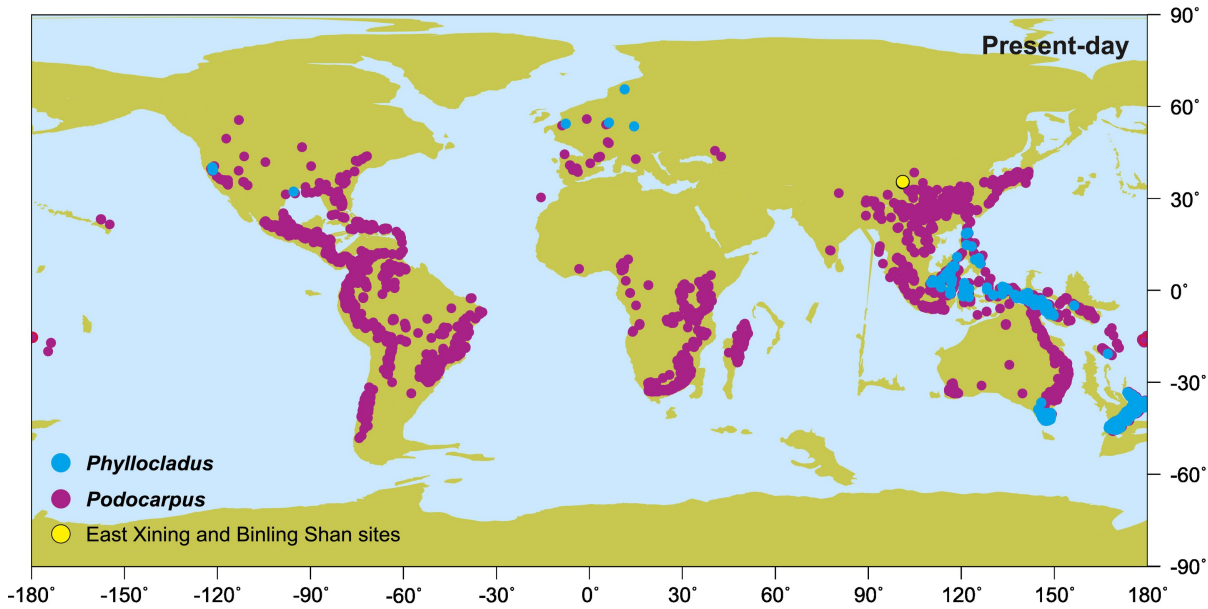 90°
Present-day
60°
30°
0°
-30°
Phyllocladus
Podocarpus
-60°
East Xining and Binling Shan sites
-90°
-180° -150° -120° -90° -60° -30° 0 30° 60° 90° 120° 150° 180°